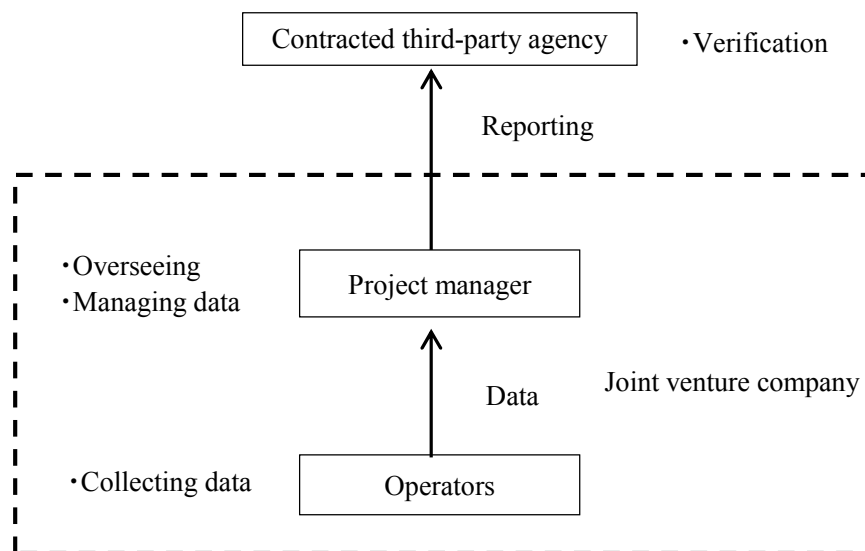 Contracted third-party agency
・Verification
Reporting
・Overseeing
・Managing data
Project manager
Joint venture company
Data
・Collecting data
Operators